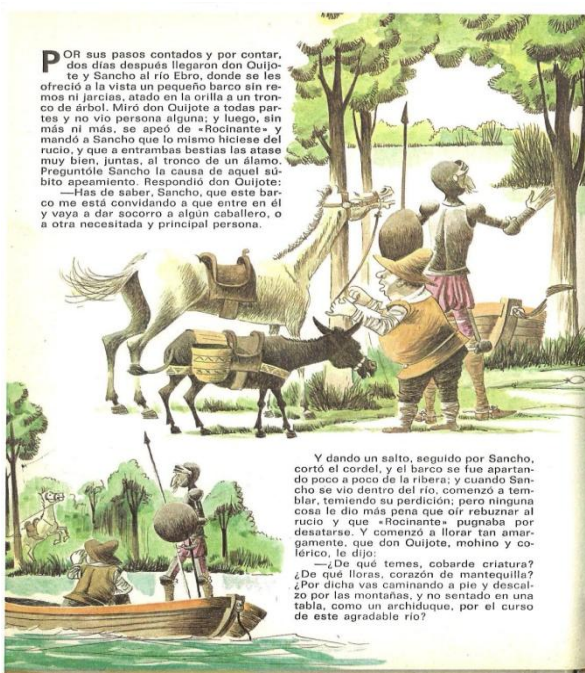 POR sus pasos contados y por contar,
dos días después llegaron don Quijo-
te y Sancho al río Ebro, donde se les
ofreció a la vista un pequeño barco sin re-
mos ni jarcias, atado en la orilla a un tron-
co de árbol. Miró don Quijote a todas par-
tes y no vio persona alguna; y luego, sin
más ni más, se apeó de «Rocinante» y
mandó a Sancho que lo mismo hiciese del
rucio, y que a entrambas bestias las atase
muy bien, juntas, al tronco de un álamo.
Preguntóle Sancho la causa de aquel sú-
bito apeamiento. Respondió don Quijote:
—Has de saber, Sancho, que este bar-
co me está convidando a que entre en él
y vaya a dar socorro a algún caballero, o
a otra necesitada y principal persona.
Y dando un salto, seguido por Sancho,
cortó el cordel, y el barco se fue apartan-
do poco a poco de la ribera; y cuando San-
cho se vio dentro del río, comenzó a tem-
blar, temiendo su perdición; pero ninguna
cosa le dio más pena que oír rebuznar al
rucio y que «Rocinante» pugnaba por
desatarse. Y comenzó a llorar tan amar-
gamente, que don Quijote, mohino y co-
lérico, le dijo:
—¿De qué temes, cobarde criatura?
¿De qué lloras, corazón de mantequilla?
¿Por dicha vas caminando a pie y descal-
zo por las montañas, y no sentado en una
tabla, como un archiduque, por el curso
de este agradable río?